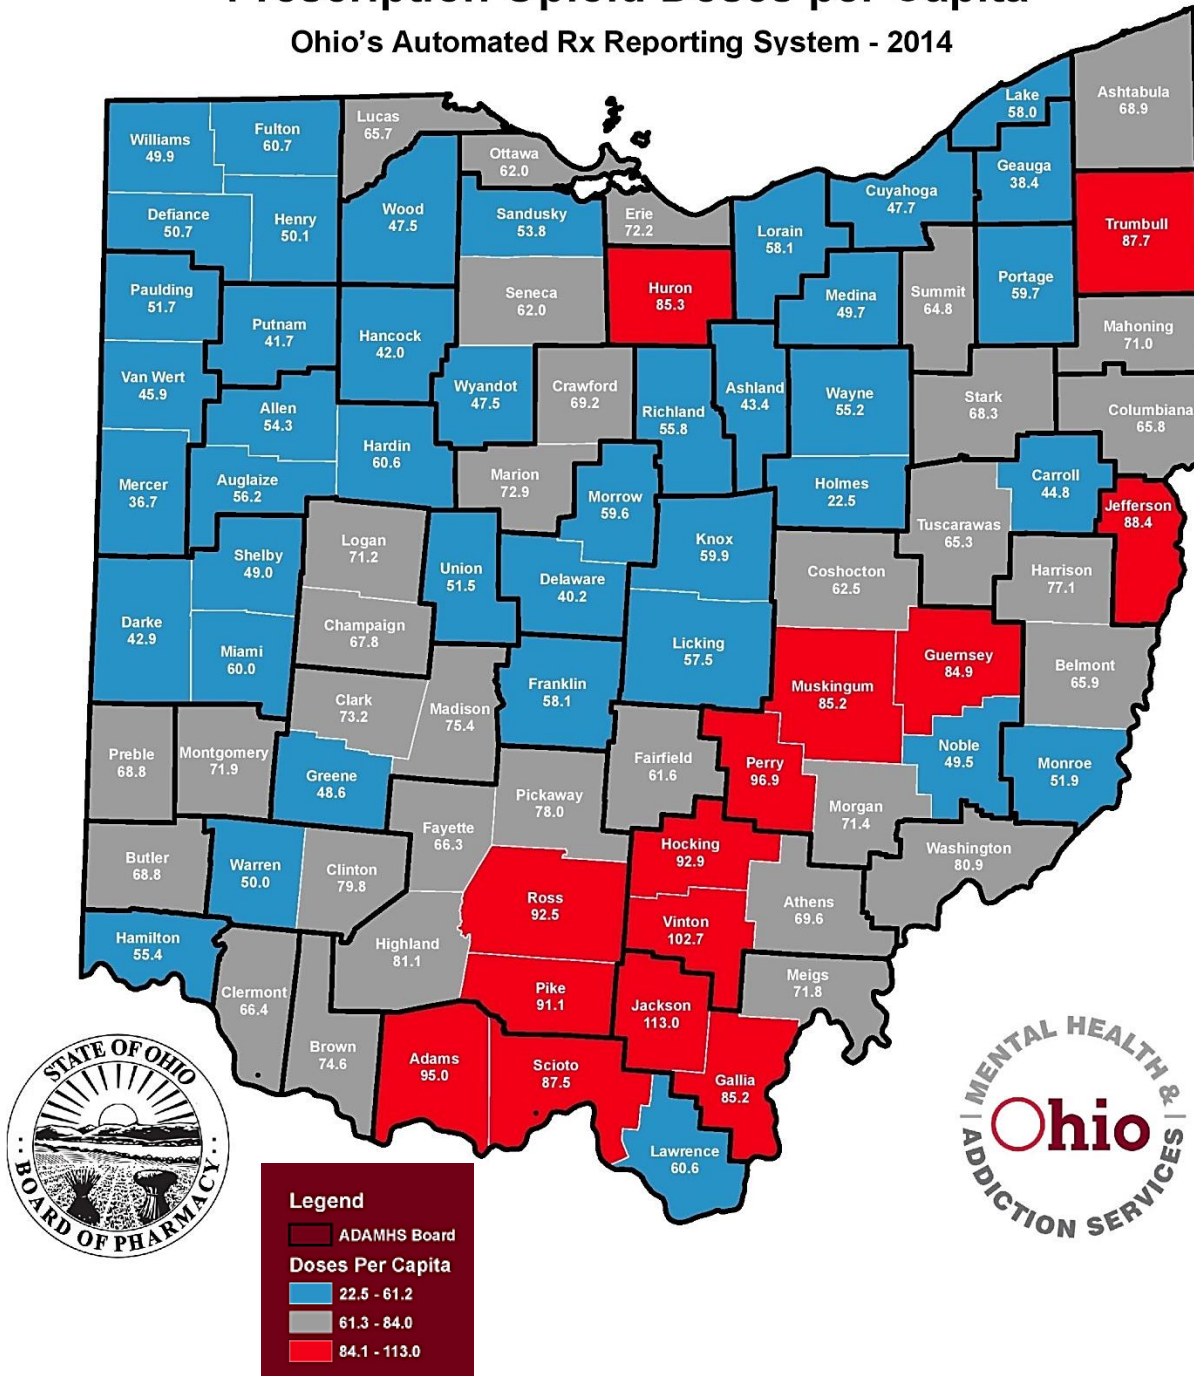 Prescription Opioid Doses per Capita
Ohio's Automated Rx Reporting System - 2014
Williams
49.9
Fulton
60.7
Lucas
65.7
Ottawa
62.0
Lake
58.0
Ashtabula
68.9
Geauga
38.4
Cuyahoga
47.7
Defiance
50.7
Henry
50.1
Wood
47.5
Sandusky
53.8
Erie
72.2
Lorain
58.1
Trumbull
87.7
Paulding
51.7
Putnam
41.7
Hancock
42.0
Seneca
62.0
Huron
85.3
Medina
49.7
Summit
64.8
Portage
59.7
Mahoning
71.0
Van Wert
45.9
Allen
54.3
Hardin
60.6
Wyandot
47.5
Crawford
69.2
Richland
55.8
Ashland
43.4
Wayne
55.2
Stark
68.3
Columbiana
65.8
Mercer
36.7
Auglaize
56.2
Marion
72.9
Morrow
59.6
Holmes
22.5
Carroll
44.8
Jefferson
88.4
Tuscarawas
65.3
Shelby
49.0
Logan
71.2
Union
51.5
Delaware
40.2
Knox
59.9
Coshocton
62.5
Harrison
77.1
Darke
42.9
Miami
60.0
Champaign
67.8
Licking
57.5
Guernsey
84.9
Belmont
65.9
Muskingum
85.2
Clark
73.2
Madison
75.4
Franklin
58.1
Preble
68.8
Montgomery
71.9
Greene
48.6
Fairfield
61.6
Perry
96.9
Noble
49.5
Monroe
51.9
Morgan
71.4
Pickaway
78.0
Fayette
66.3
Hocking
92.9
Washington
80.9
Butler
68.8
Warren
50.0
Clinton
79.8
Ross
92.5
Vinton
102.7
Athens
69.6
Hamilton
55.4
Highland
81.1
Clermont
66.4
Pike
91.1
Jackson
113.0
Meigs
71.8
Brown
74.6
Adams
95.0
Scioto
87.5
Gallia
85.2
Lawrence
60.6
STATE OF OHIO
BOARD OF PHARMACY
MENTAL HEALTH &
Ohio
ADDICTION SERVICES
Legend
ADAMHS Board
Doses Per Capita
22.5 - 61.2
61.3 - 84.0
84.1 - 113.0